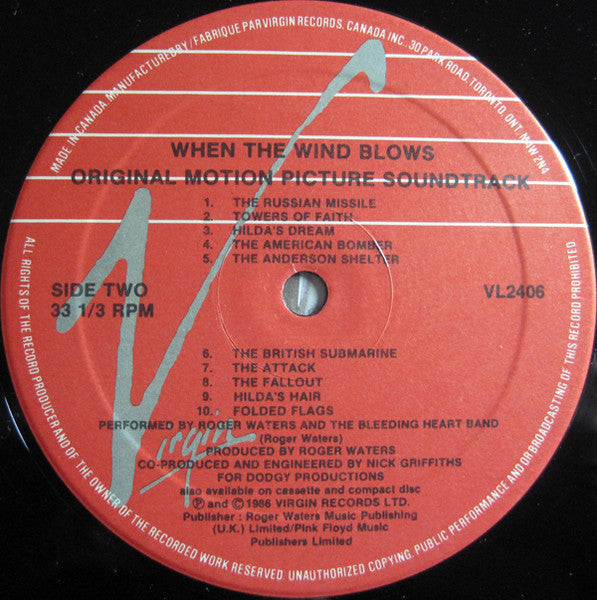 MADE IN CANADA. MANUFACTURED BY / FABRIQUE PAR VIRGIN RECORDS, CANADA INC., 30 PARK ROAD, TORONTO, ONT. M4W 2N4
WHEN THE WIND BLOWS
ORIGINAL MOTION PICTURE SOUNDTRACK
1. THE RUSSIAN MISSILE
2. TOWERS OF FAITH
3. HILDA'S DREAM
4. THE AMERICAN BOMBER
5. THE ANDERSON SHELTER
SIDE TWO
33 1/3 RPM
VL2406
6. THE BRITISH SUBMARINE
7. THE ATTACK
8. THE FALLOUT
9. HILDA'S HAIR
10. FOLDED FLAGS
PERFORMED BY ROGER WATERS AND THE BLEEDING HEART BAND
(Roger Waters)
PRODUCED BY ROGER WATERS
CO-PRODUCED AND ENGINEERED BY NICK GRIFFITHS
FOR DODGY PRODUCTIONS
also available on cassette and compact disc
Ⓟ and © 1986 VIRGIN RECORDS LTD.
Publisher : Roger Waters Music Publishing
(U.K.) Limited/Pink Floyd Music
Publishers Limited
Virgin
ALL RIGHTS OF THE RECORD PRODUCER AND OF THE OWNER OF THE RECORDED WORK RESERVED. UNAUTHORIZED COPYING, PUBLIC PERFORMANCE AND/OR BROADCASTING OF THIS RECORD PROHIBITED.